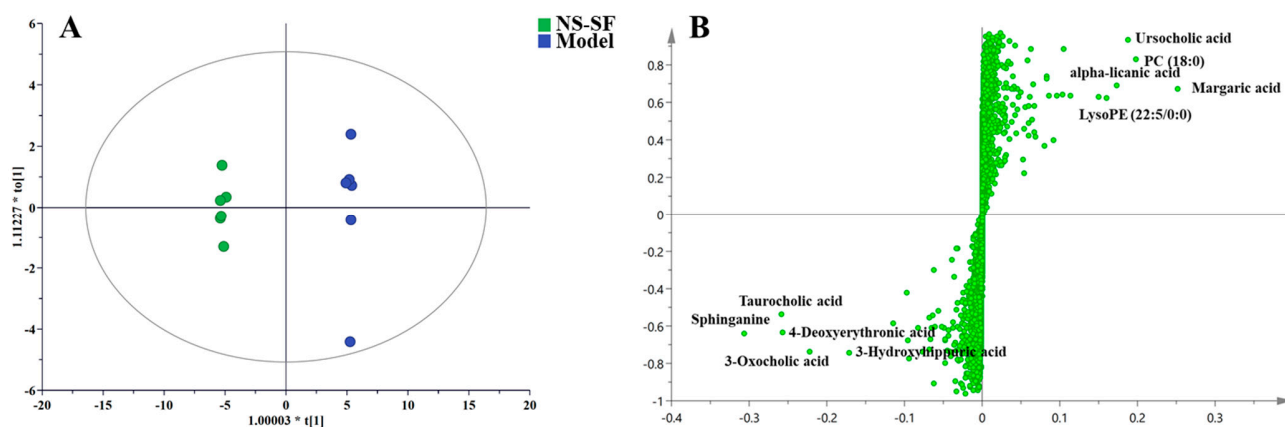 A
NS-SF
Model
6
4
2
0
-2
-4
-6
-20
-15
-10
-5
0
5
10
15
20
1.11227 * to[1]
1.00003 * t[1]
B
0.8
0.6
0.4
0.2
0
-0.2
-0.4
-0.6
-0.8
-1
-0.4
-0.3
-0.2
-0.1
0
0.1
0.2
0.3
Ursocholic acid
PC (18:0)
alpha-licanic acid
Margaric acid
LysoPE (22:5/0:0)
Taurocholic acid
Sphinganine
4-Deoxyerythronic acid
3-Oxocholic acid
3-Hydroxyhippuric acid